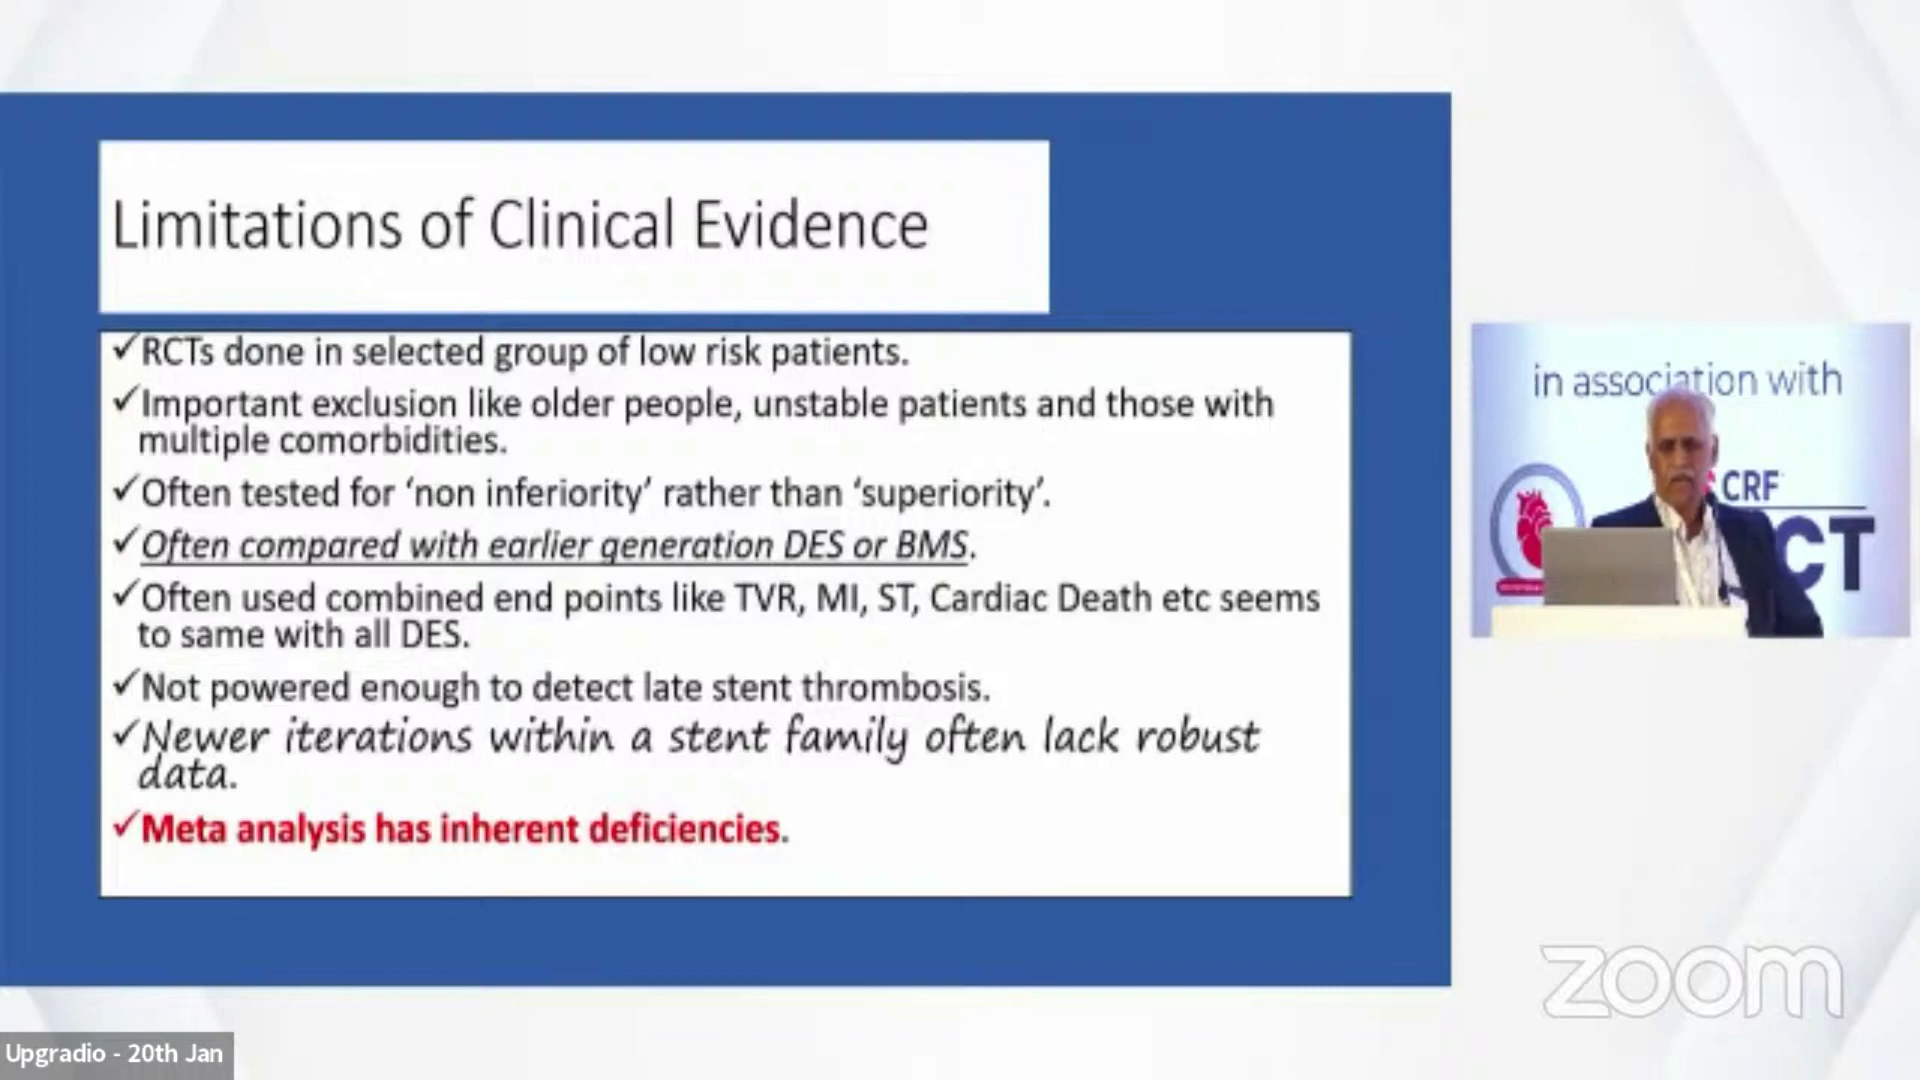 Limitations of Clinical Evidence
✓RCTs done in selected group of low risk patients.
✓Important exclusion like older people, unstable patients and those with
multiple comorbidities.
✓Often tested for ‘non inferiority’ rather than ‘superiority’.
✓Often compared with earlier generation DES or BMS.
✓Often used combined end points like TVR, MI, ST, Cardiac Death etc seems
to same with all DES.
✓Not powered enough to detect late stent thrombosis.
✓Newer iterations within a stent family often lack robust
data.
✓Meta analysis has inherent deficiencies.
in association with
CRF
CT
zoom
Upgradio - 20th Jan